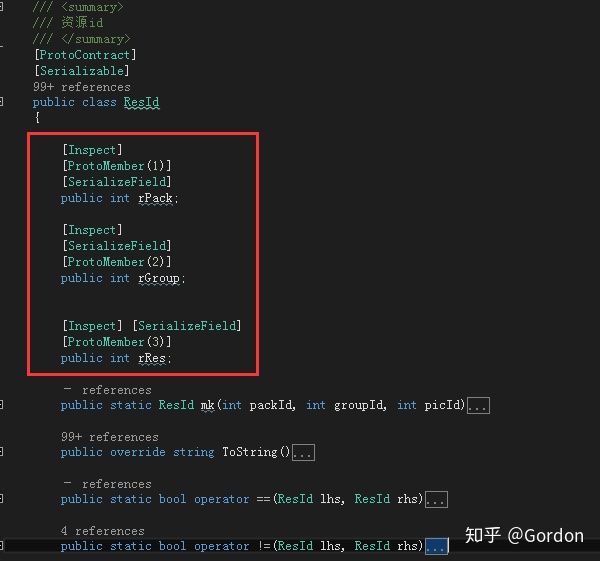 /// <summary>
/// 资源id
/// </summary>
[ProtoContract]
[Serializable]
99+ references
public class ResId
{
[Inspect]
[ProtoMember(1)]
[SerializeField]
public int rPack;
[Inspect]
[SerializeField]
[ProtoMember(2)]
public int rGroup;
[Inspect] [SerializeField]
[ProtoMember(3)]
public int rRes;
– references
public static ResId mk(int packId, int groupId, int picId)...
99+ references
public override string ToString()...
– references
public static bool operator ==(ResId lhs, ResId rhs)...
4 references
public static bool operator !=(ResId lhs, ResId rhs)...
知乎 @Gordon